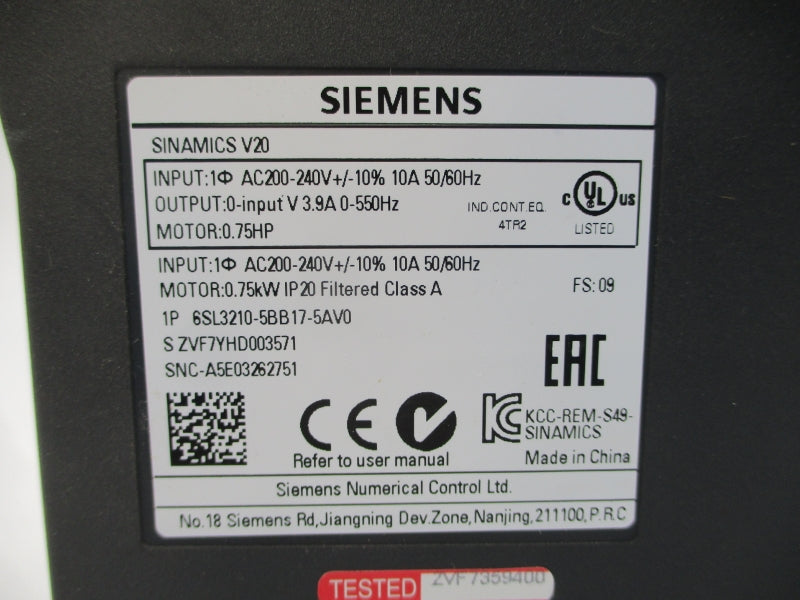 SIEMENS
SINAMICS V20
INPUT:1Φ AC200-240V+/-10% 10A 50/60Hz
OUTPUT:0-input V 3.9A 0-550Hz
IND.CONT.EQ.
4TR2
MOTOR:0.75HP
C UL US
LISTED
INPUT:1Φ AC200-240V+/-10% 10A 50/60Hz
MOTOR:0.75kW IP20 Filtered Class A
FS: 09
1P 6SL3210-5BB17-5AV0
S ZVF7YHD003571
SNC-A5E03262751
EAC
CE
KC
KCC-REM-S49-
SINAMICS
Refer to user manual
Made in China
Siemens Numerical Control Ltd.
No.18 Siemens Rd,Jiangning Dev.Zone,Nanjing,211100,P.R.C
TESTED ZVF7359400